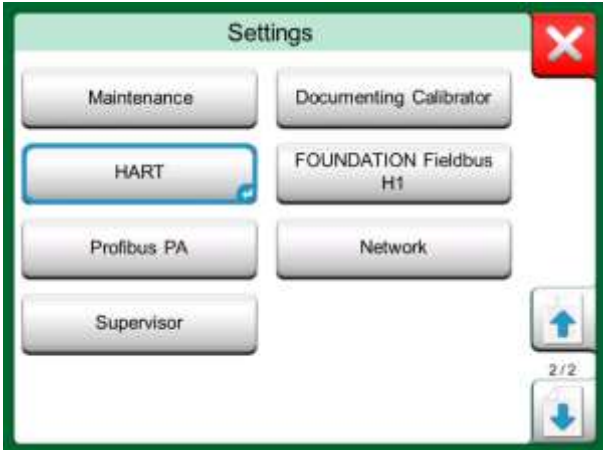 Settings
Maintenance
Documenting Calibrator
HART
FOUNDATION Fieldbus
H1
Profibus PA
Network
Supervisor
2/2